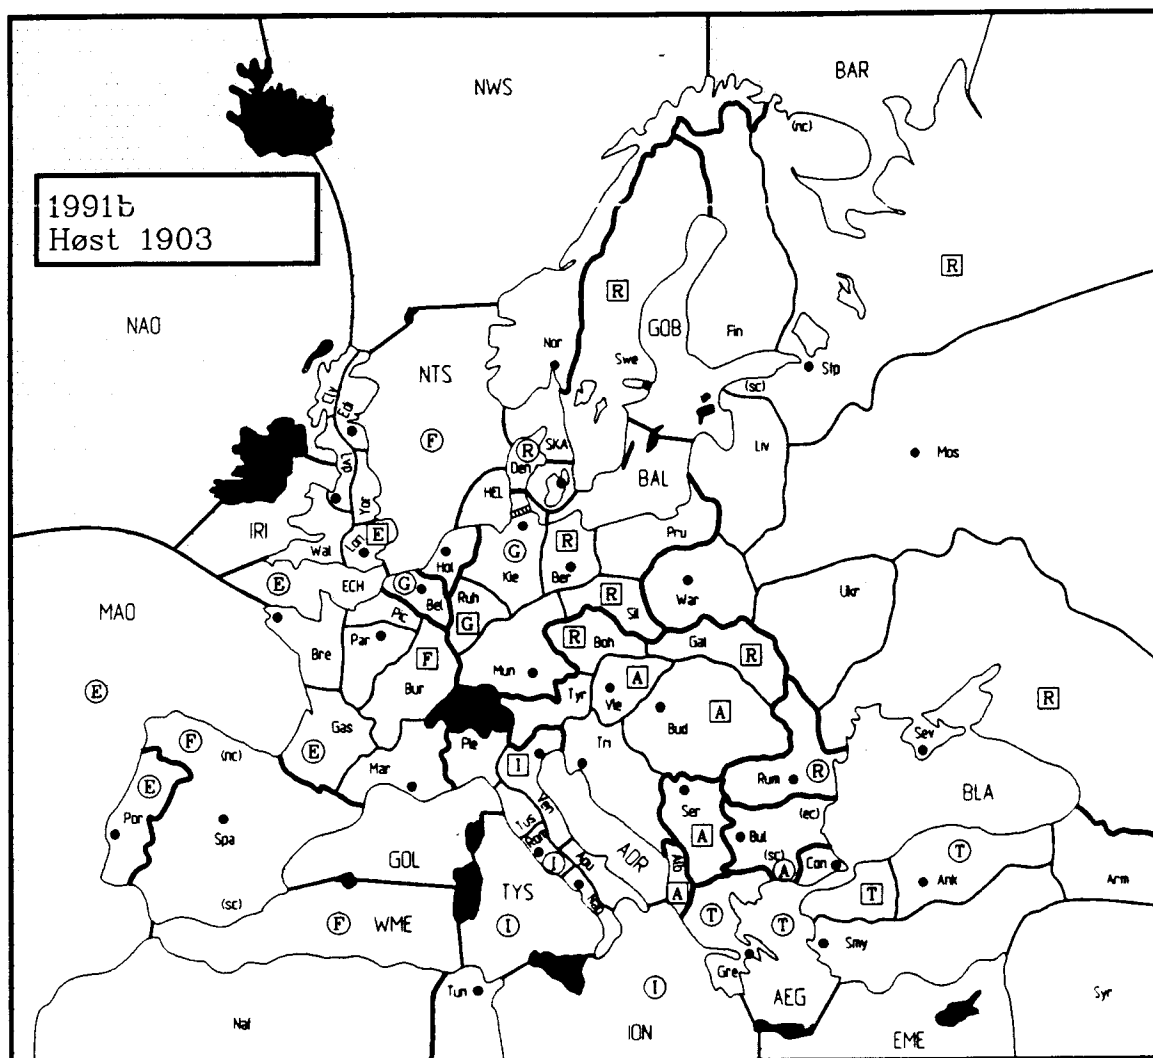 BAR
NWS
(nc)
1991b
Høst 1903
R
R
NAO
GOB
Fin
NTS
Nor
Swe
Stp
(sc)
Cly
Edi
F
SKA
R
Den
Liv
Mos
Lvp
BAL
HEL
Yor
IRI
Wal
Lon
E
Hol
G
Kie
R
Ber
Pru
E
ECH
G
Bel
Ruh
G
R
Sil
War
Ukr
MAO
Pic
Bre
Par
F
Bur
R
Boh
Gal
R
Mun
E
Tyr
Vie
A
Bud
A
R
Gas
E
F
(nc)
Pie
I
Tri
Sev
E
Por
Mar
Ven
Rum
R
Ser
BLA
Spa
Tus
Rom
I
Apu
Nap
ADR
A
Bul
(ec)
(sc)
A
Con
T
Ank
Arm
GOL
Alb
A
T
TYS
I
T
T
(sc)
F
WME
Gre
Smy
Naf
Tun
I
ION
AEG
EME
Syr